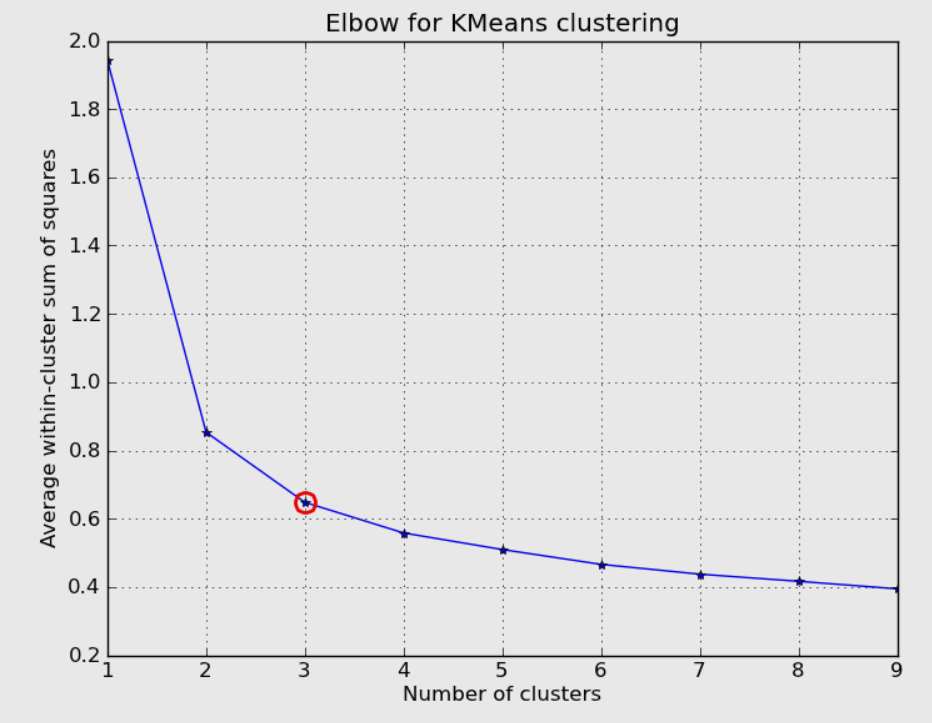 Elbow for KMeans clustering
2.0
1.8
1.6
1.4
1.2
1.0
0.8
0.6
0.4
0.2
Average within-cluster sum of squares
1 2 3 4 5 6 7 8 9
Number of clusters